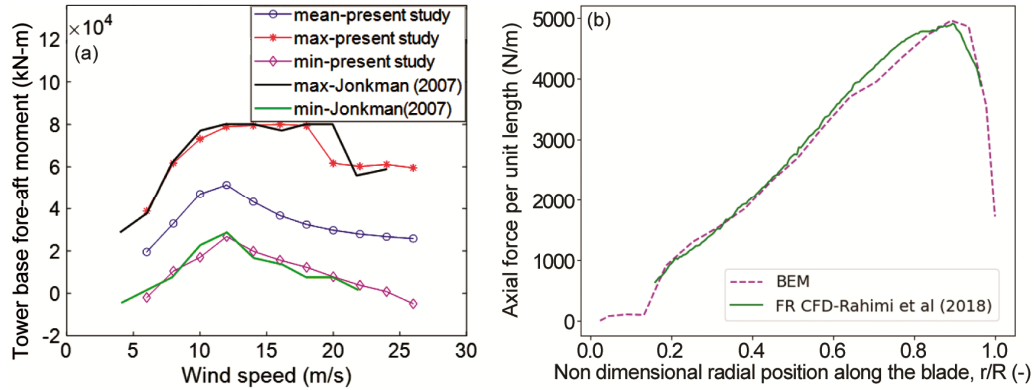 ×10⁴
(a)
12
10
8
6
4
2
0
-2
0
5
10
15
20
25
30
Tower base fore-aft moment (kN-m)
Wind speed (m/s)
mean-present study
max-present study
min-present study
max-Jonkman (2007)
min-Jonkman(2007)
(b)
5000
4000
3000
2000
1000
0
0.0
0.2
0.4
0.6
0.8
1.0
Axial force per unit length (N/m)
Non dimensional radial position along the blade, r/R (-)
BEM
FR CFD-Rahimi et al (2018)